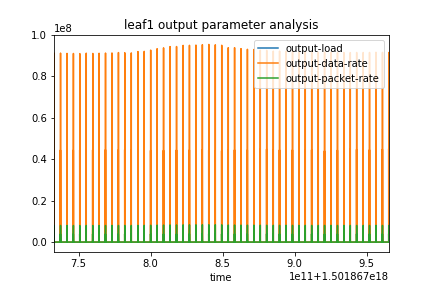 leaf1 output parameter analysis
1e8
output-load
output-data-rate
output-packet-rate
1.0
0.8
0.6
0.4
0.2
0.0
7.5 8.0 8.5 9.0 9.5
time
1e11+1.501867e18